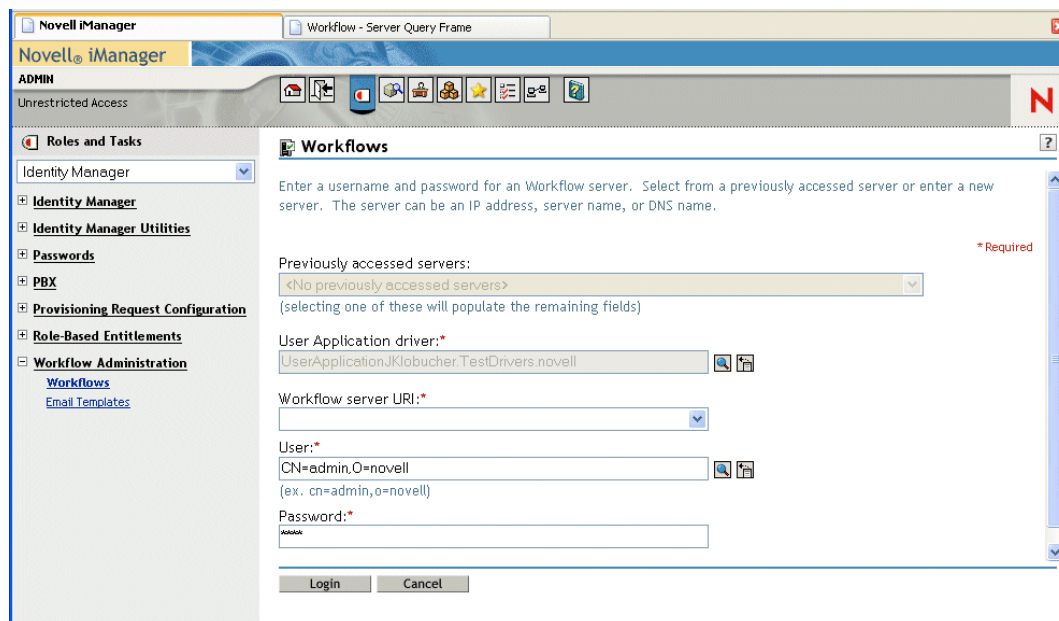 Novell iManager
Workflow - Server Query Frame
Novell® iManager
ADMIN
Unrestricted Access
N
Roles and Tasks
Identity Manager
Identity Manager
Identity Manager Utilities
Passwords
PBX
Provisioning Request Configuration
Role-Based Entitlements
Workflow Administration
Workflows
Email Templates
Workflows
?
Enter a username and password for an Workflow server. Select from a previously accessed server or enter a new
server. The server can be an IP address, server name, or DNS name.
*Required
Previously accessed servers:
<No previously accessed servers>
(selecting one of these will populate the remaining fields)
User Application driver:*
UserApplicationJKlobucher.TestDrivers.novell
Workflow server URI:*
User:*
CN=admin,O=novell
(ex. cn=admin,o=novell)
Password:*
****
Login
Cancel